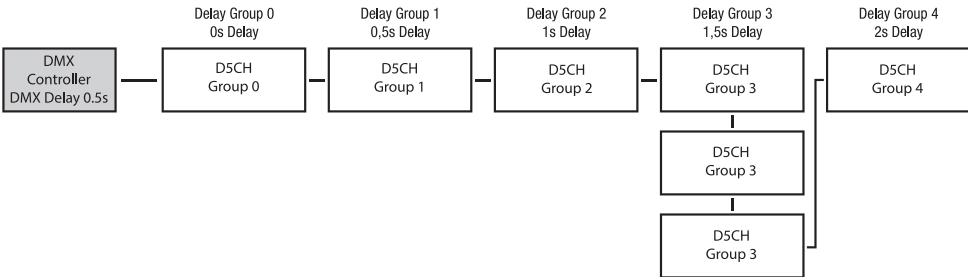 Delay Group 0
0s Delay
Delay Group 1
0,5s Delay
Delay Group 2
1s Delay
Delay Group 3
1,5s Delay
Delay Group 4
2s Delay
DMX
Controller
DMX Delay 0.5s
D5CH
Group 0
D5CH
Group 1
D5CH
Group 2
D5CH
Group 3
D5CH
Group 4
D5CH
Group 3
D5CH
Group 3